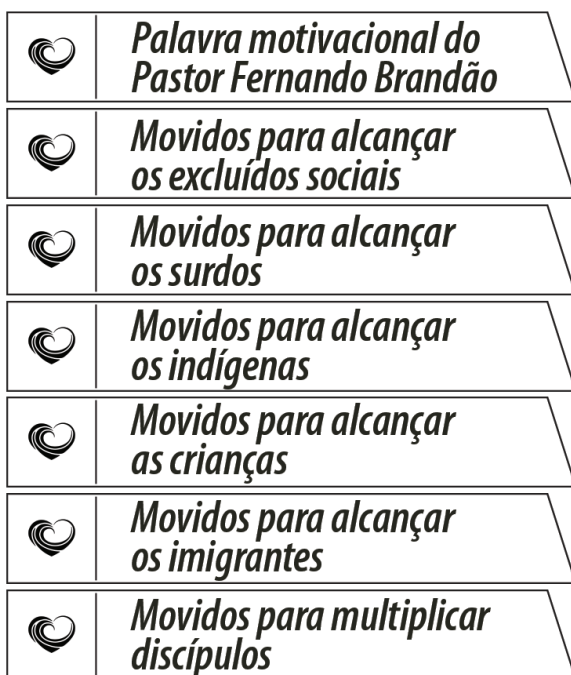 Palavra motivacional do
Pastor Fernando Brandão
Movidos para alcançar
os excluídos sociais
Movidos para alcançar
os surdos
Movidos para alcançar
os indígenas
Movidos para alcançar
as crianças
Movidos para alcançar
os imigrantes
Movidos para multiplicar
discípulos